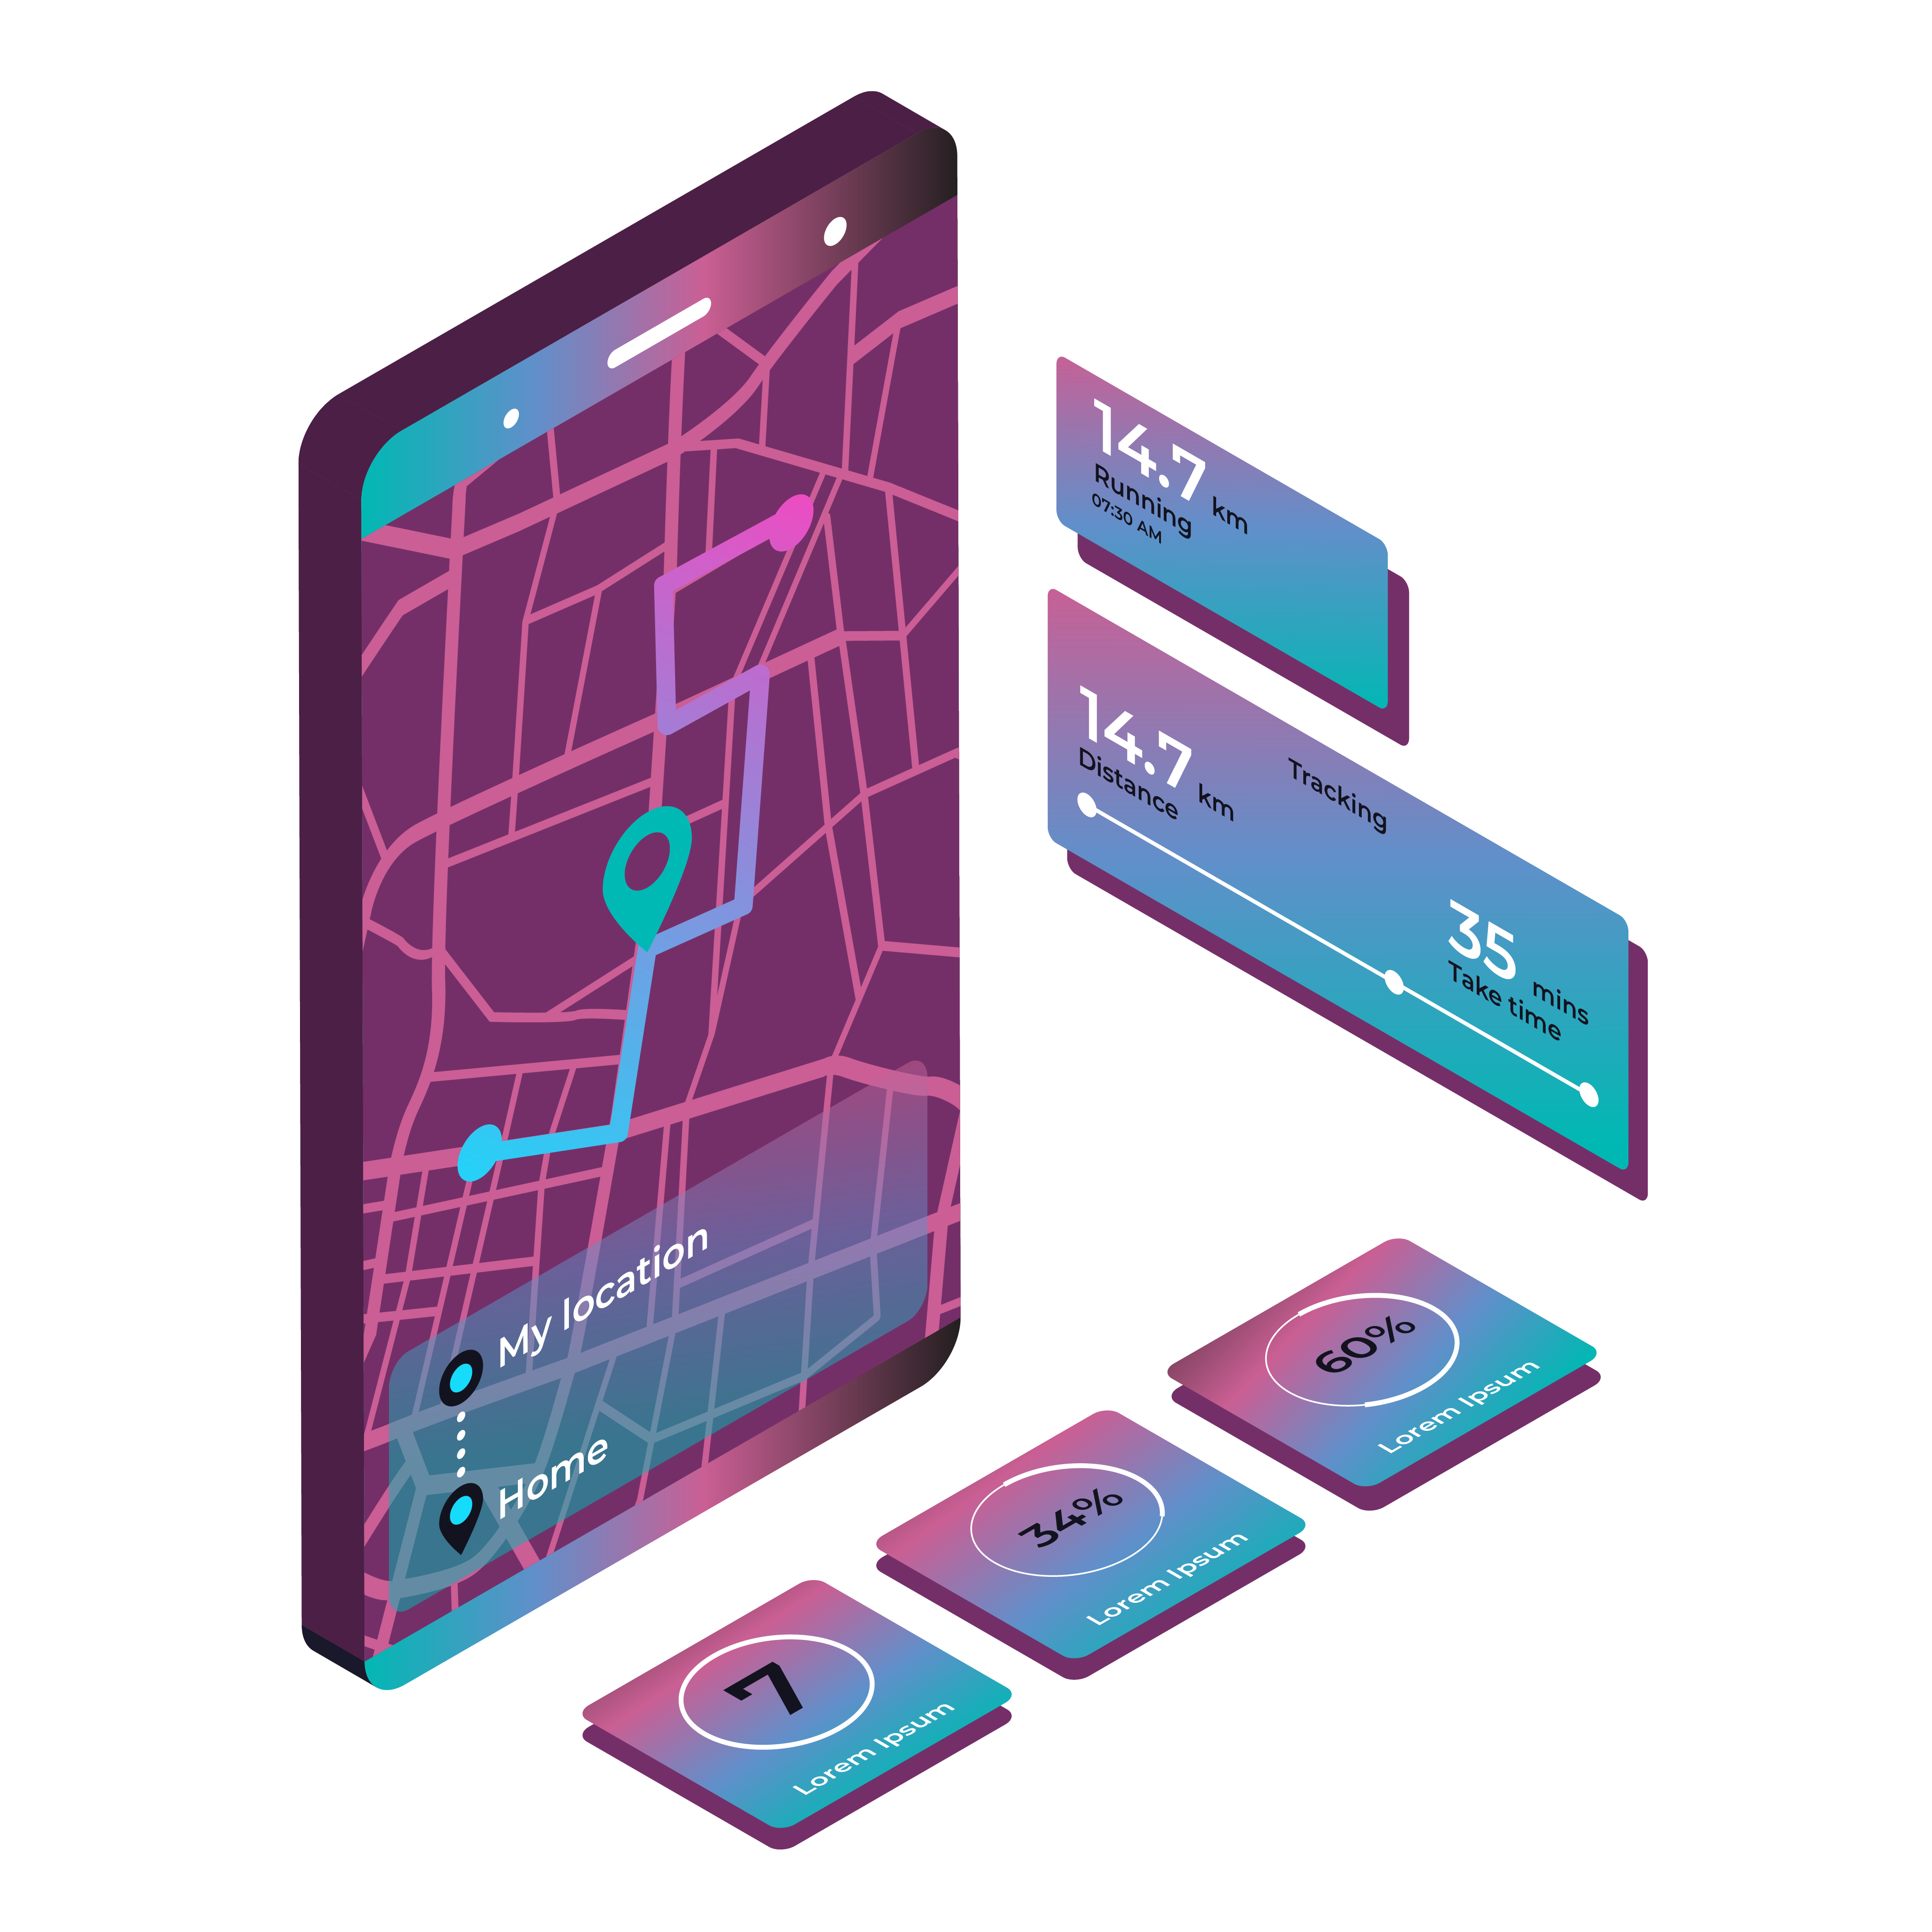 14.7 km
Running
07:30 AM
14.7 km
Distance
Tracking
35 mins
Take time
My location
Home
60%
Lorem Ipsum
34%
Lorem Ipsum
7
Lorem Ipsum